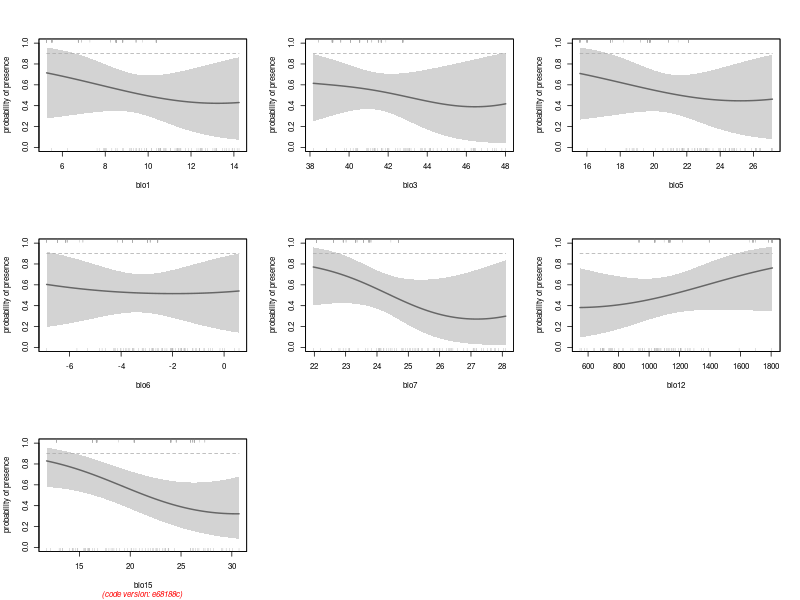 probability of presence
0.0 0.2 0.4 0.6 0.8 1.0
6 8 10 12 14
bio1
probability of presence
0.0 0.2 0.4 0.6 0.8 1.0
38 40 42 44 46 48
bio3
probability of presence
0.0 0.2 0.4 0.6 0.8 1.0
16 18 20 22 24 26
bio5
probability of presence
0.0 0.2 0.4 0.6 0.8 1.0
-6 -4 -2 0
bio6
probability of presence
0.0 0.2 0.4 0.6 0.8 1.0
22 23 24 25 26 27 28
bio7
probability of presence
0.0 0.2 0.4 0.6 0.8 1.0
600 800 1000 1200 1400 1600 1800
bio12
probability of presence
0.0 0.2 0.4 0.6 0.8 1.0
15 20 25 30
bio15
(code version: e68188c)